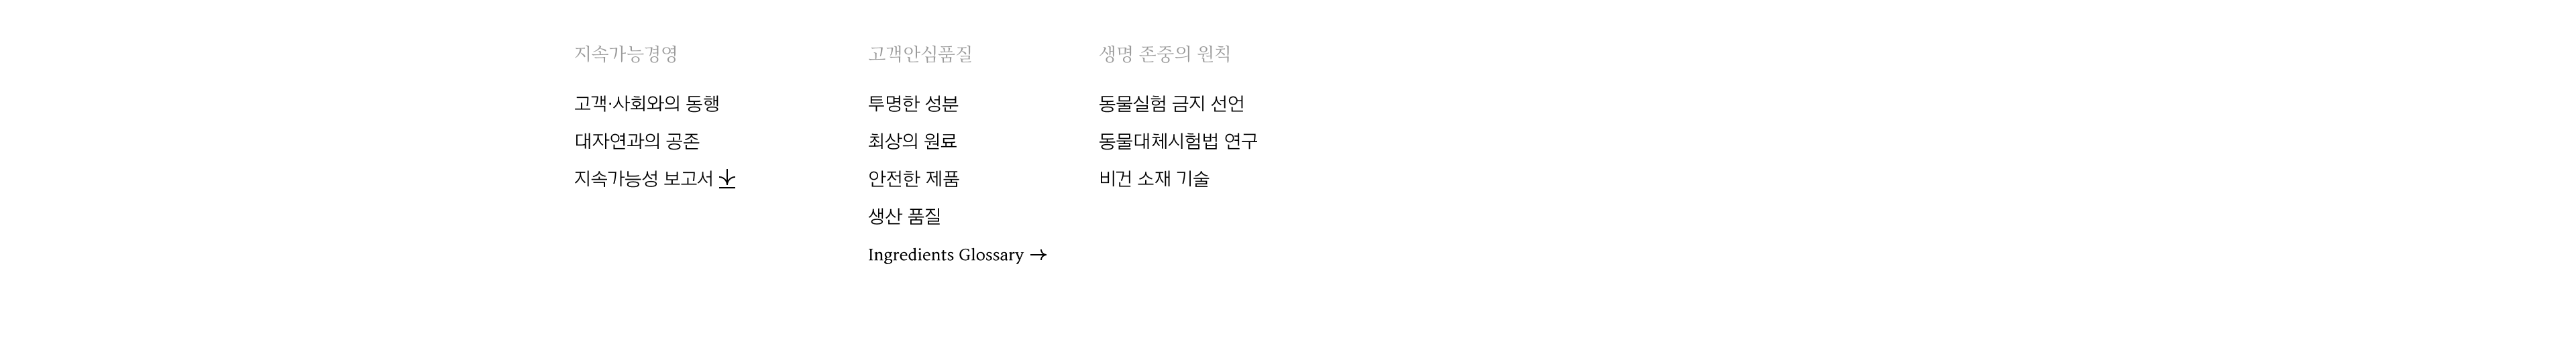 지속가능경영
고객·사회와의 동행
대자연과의 공존
지속가능성 보고서
고객안심품질
투명한 성분
최상의 원료
안전한 제품
생산 품질
Ingredients Glossary →
생명 존중의 원칙
동물실험 금지 선언
동물대체시험법 연구
비건 소재 기술